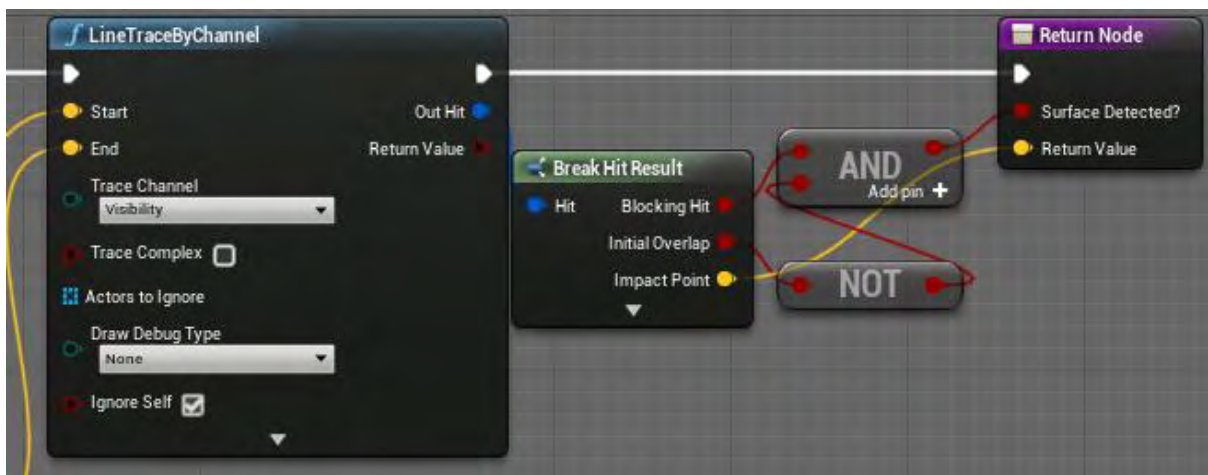 f LineTraceByChannel
Start
Out Hit
End
Return Value
Trace Channel
Visibility
Trace Complex
Actors to Ignore
Draw Debug Type
None
Ignore Self
Break Hit Result
Hit
Blocking Hit
Initial Overlap
Impact Point
AND
Add pin +
NOT
Return Node
Surface Detected?
Return Value